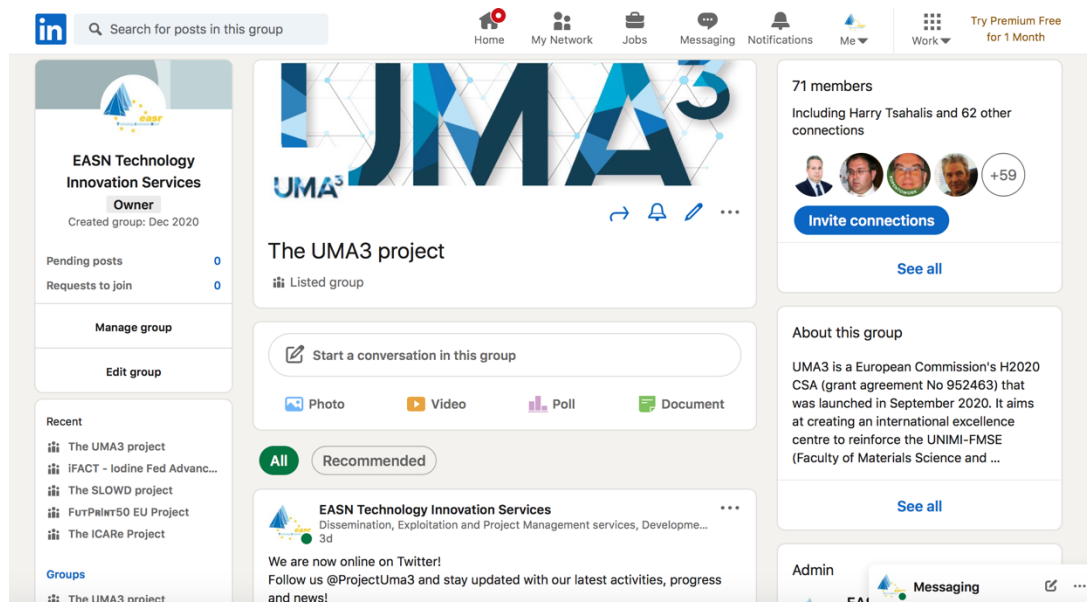 in
Search for posts in this group
Home
My Network
Jobs
Messaging
Notifications
Me
Work
Try Premium Free
for 1 Month
easn
EASN Technology
Innovation Services
Owner
Created group: Dec 2020
Pending posts 0
Requests to join 0
Manage group
Edit group
Recent
The UMA3 project
iFACT - Iodine Fed Advanc...
The SLOWD project
FUTPRINT50 EU Project
The ICARe Project
Groups
The UMA3 project
UMA3
UMA3
The UMA3 project
Listed group
Start a conversation in this group
Photo
Video
Poll
Document
All
Recommended
EASN Technology Innovation Services
Dissemination, Exploitation and Project Management services, Developme...
3d
We are now online on Twitter!
Follow us @ProjectUma3 and stay updated with our latest activities, progress
and news!
71 members
Including Harry Tsahalis and 62 other
connections
+59
Invite connections
See all
About this group
UMA3 is a European Commission's H2020
CSA (grant agreement No 952463) that
was launched in September 2020. It aims
at creating an international excellence
centre to reinforce the UNIMI-FMSE
(Faculty of Materials Science and ...
See all
Admin
Messaging